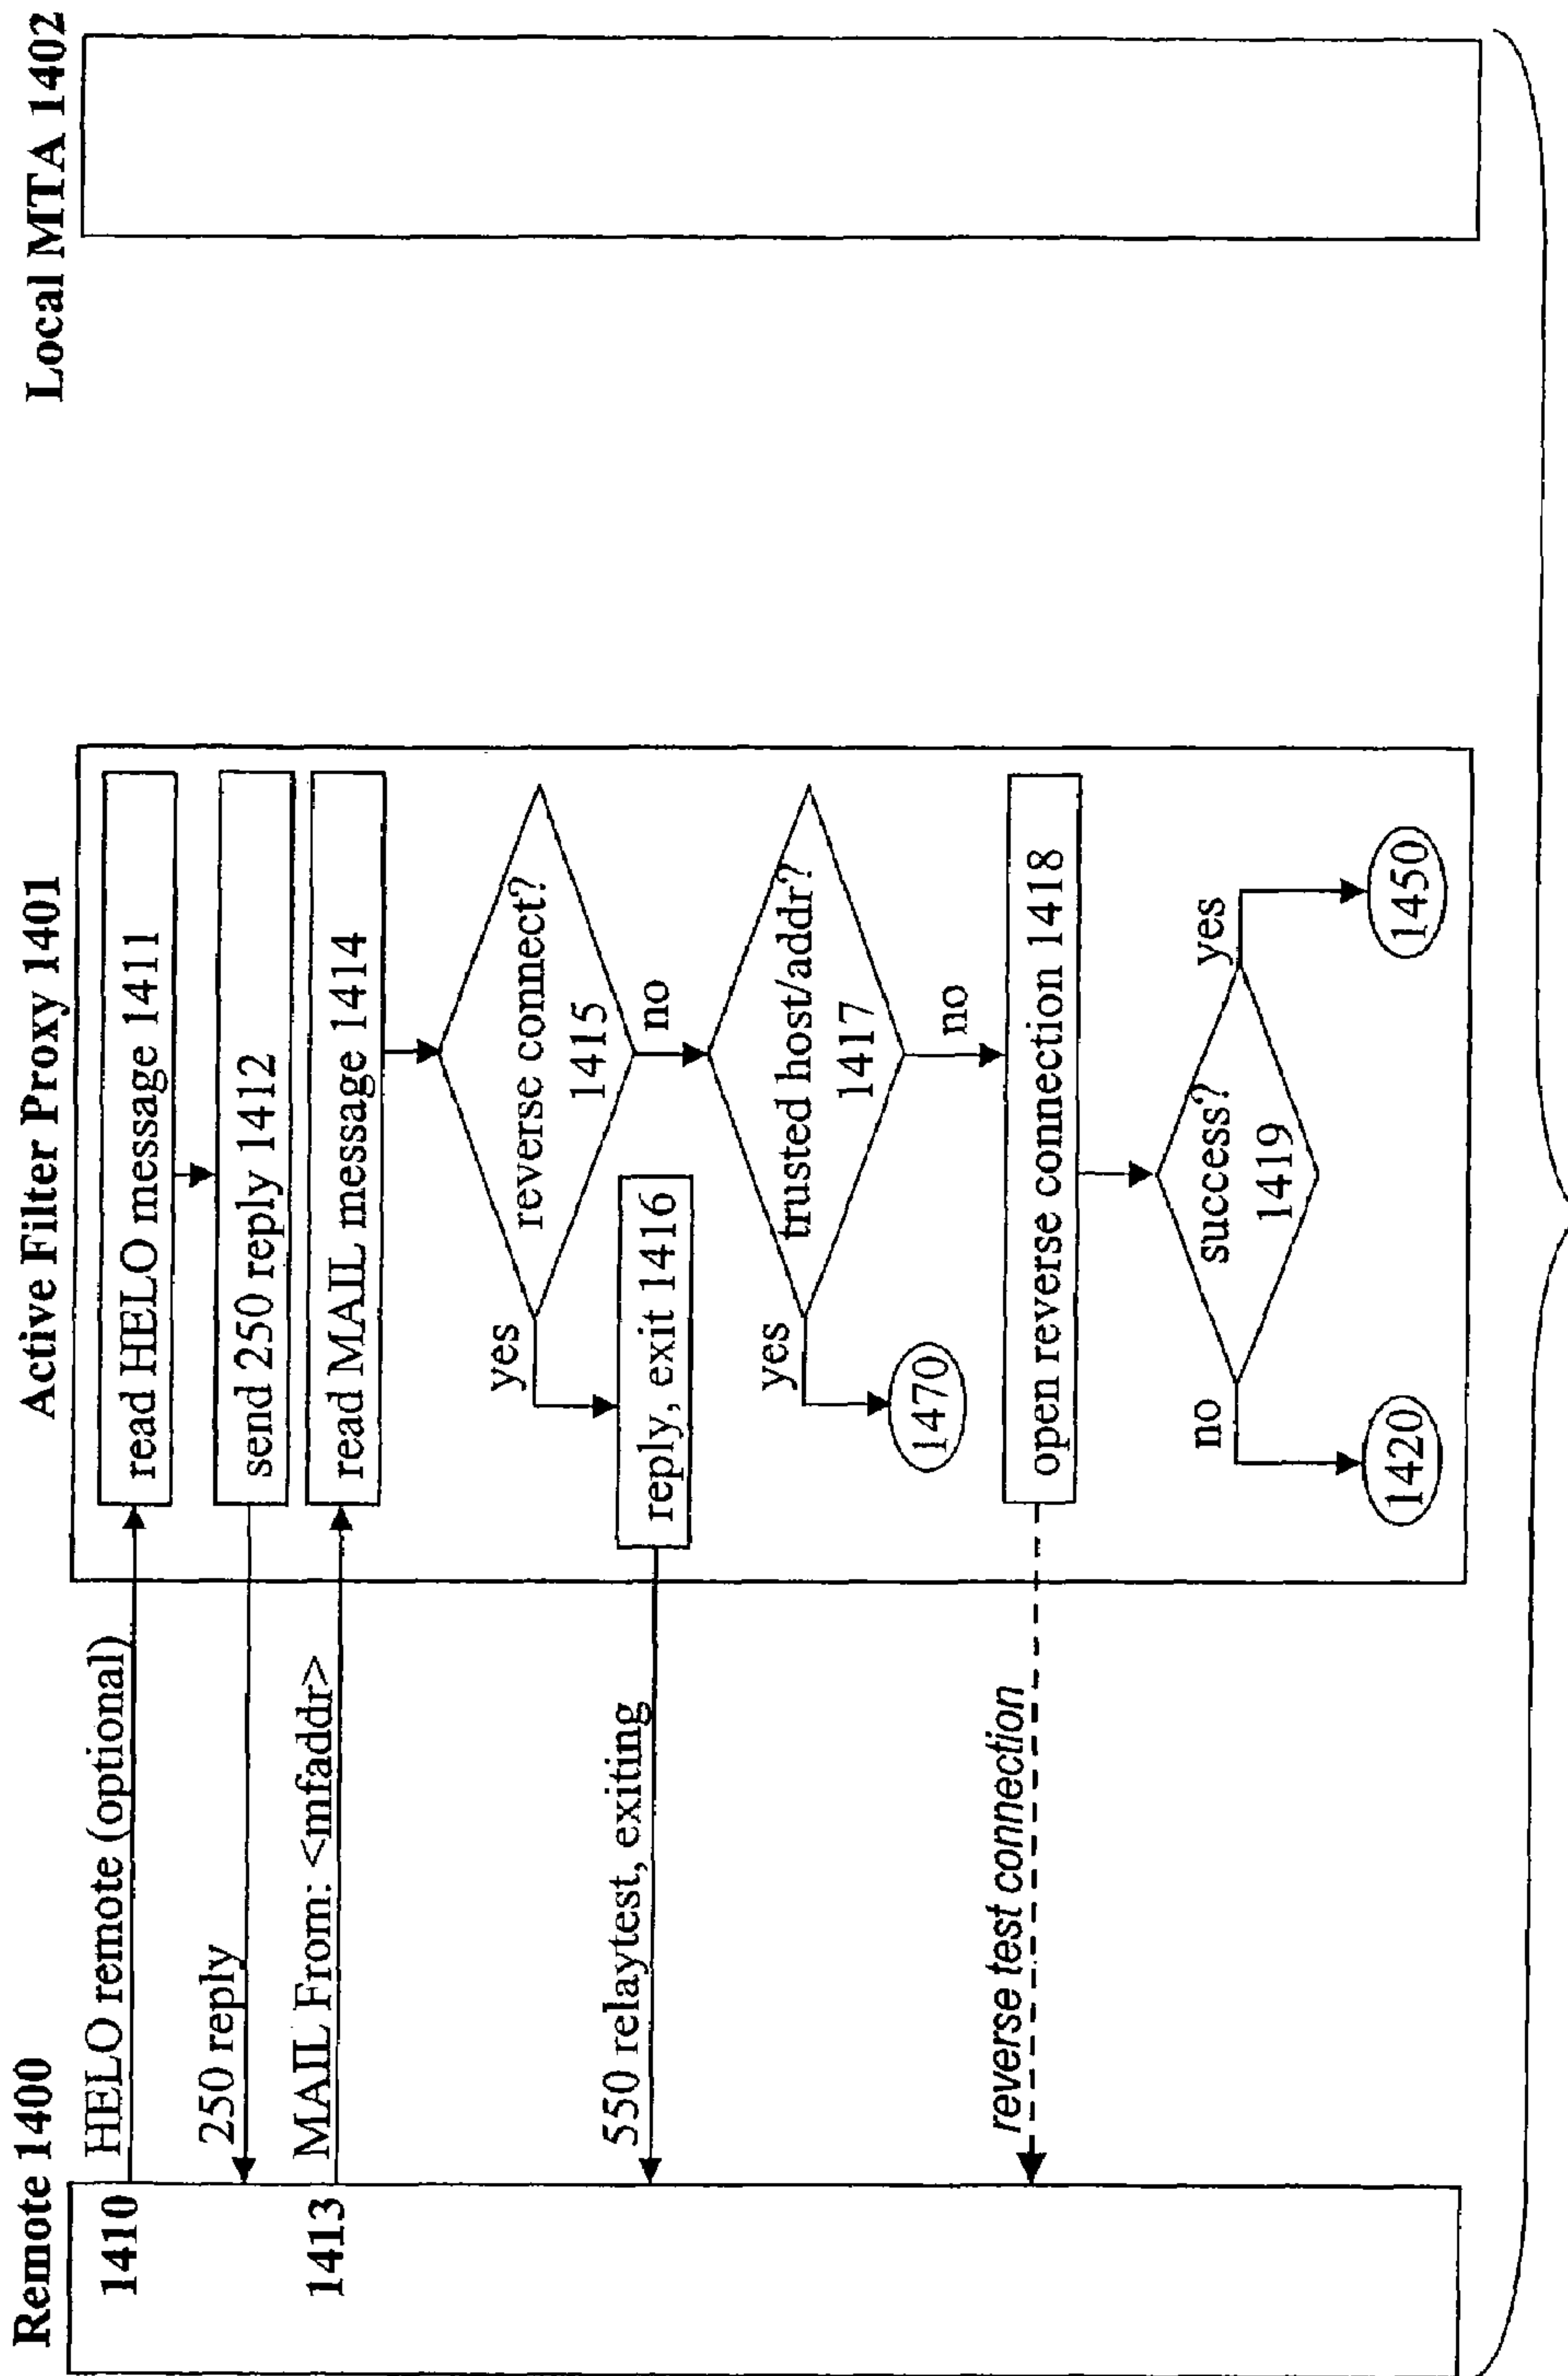 Remote 1400
Active Filter Proxy 1401
Local MTA 1402
1410
HELO remote (optional)
read HELO message 1411
250 reply
send 250 reply 1412
1413
MAIL From: <mfaddr>
read MAIL message 1414
reverse connect?
1415
yes
no
reply, exit 1416
550 relaytest, exiting
trusted host/addr?
1417
yes
no
1470
reverse test connection
open reverse connection 1418
success?
1419
no
yes
1420
1450